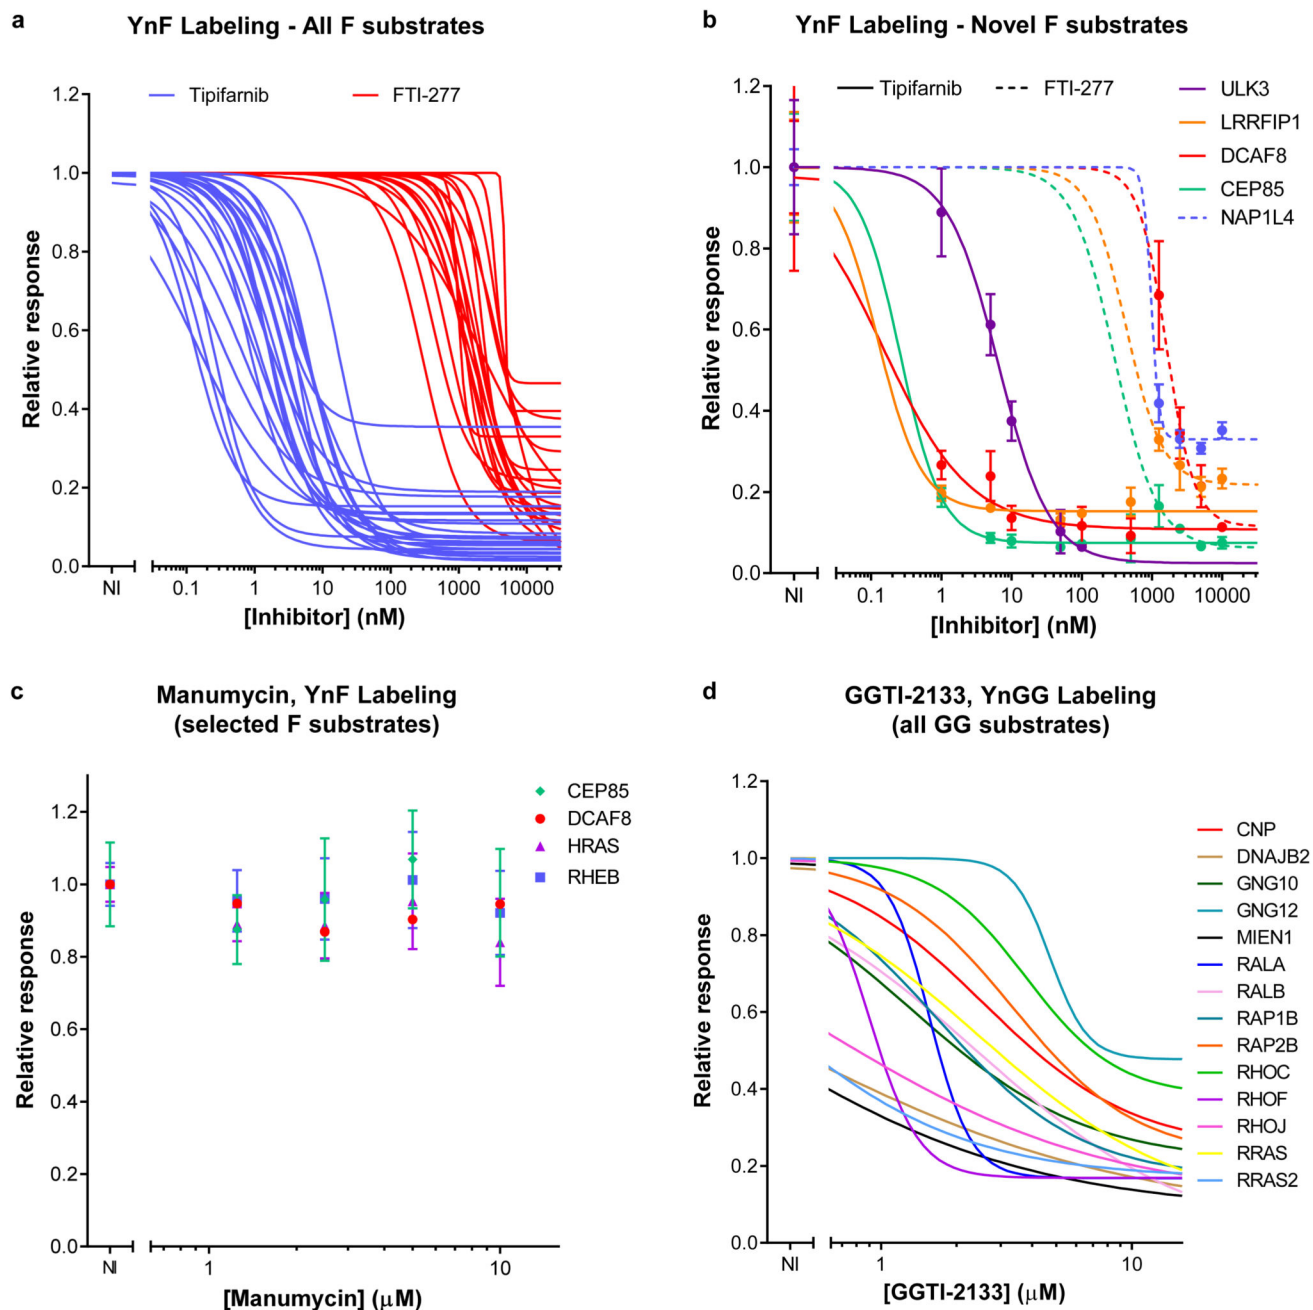 a
YnF Labeling - All F substrates
Tipifarnib
FTI-277
Relative response
1.2
1.0
0.8
0.6
0.4
0.2
0.0
NI
0.1
1
10
100
1000
10000
[Inhibitor] (nM)
b
YnF Labeling - Novel F substrates
Tipifarnib
FTI-277
ULK3
LRRFIP1
DCAF8
CEP85
NAP1L4
Relative response
1.2
1.0
0.8
0.6
0.4
0.2
0.0
NI
0.1
1
10
100
1000
10000
[Inhibitor] (nM)
c
Manumycin, YnF Labeling
(selected F substrates)
CEP85
DCAF8
HRAS
RHEB
Relative response
1.2
1.0
0.8
0.6
0.4
0.2
0.0
NI
1
10
[Manumycin] (μM)
d
GGTI-2133, YnGG Labeling
(all GG substrates)
CNP
DNAJB2
GNG10
GNG12
MIEN1
RALA
RALB
RAP1B
RAP2B
RHOC
RHOF
RHOJ
RRAS
RRAS2
Relative response
1.2
1.0
0.8
0.6
0.4
0.2
0.0
NI
1
10
[GGTI-2133] (μM)